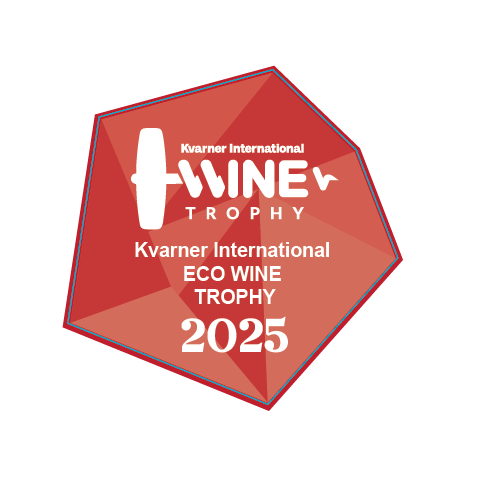 Kvarner International
WINE
TROPHY
Kvarner International
ECO WINE
TROPHY
2025